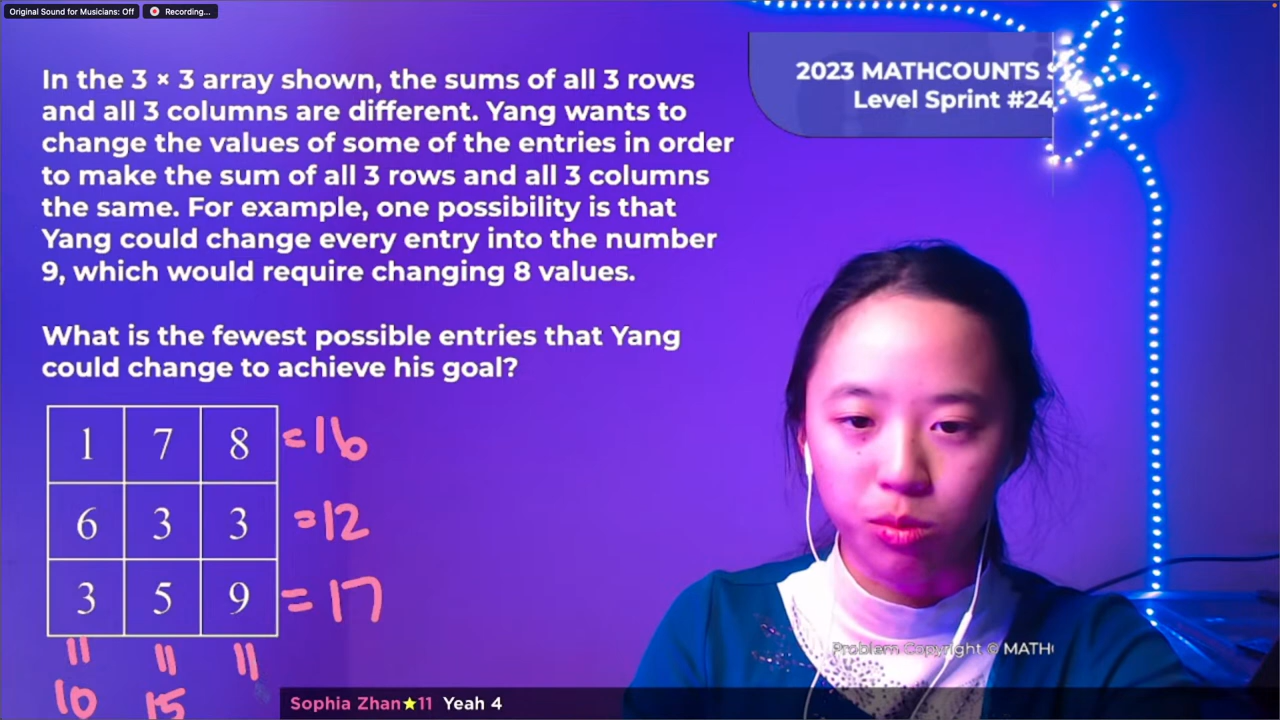 Original Sound for Musicians: Off
Recording...
In the 3 × 3 array shown, the sums of all 3 rows
and all 3 columns are different. Yang wants to
change the values of some of the entries in order
to make the sum of all 3 rows and all 3 columns
the same. For example, one possibility is that
Yang could change every entry into the number
9, which would require changing 8 values.
What is the fewest possible entries that Yang
could change to achieve his goal?
2023 MATHCOUNTS
Level Sprint #24
1 7 8 =16
6 3 3 =12
3 5 9 =17
= = =
10 15
Problem Copyright © MATH
Sophia Zhan⭐11 Yeah 4